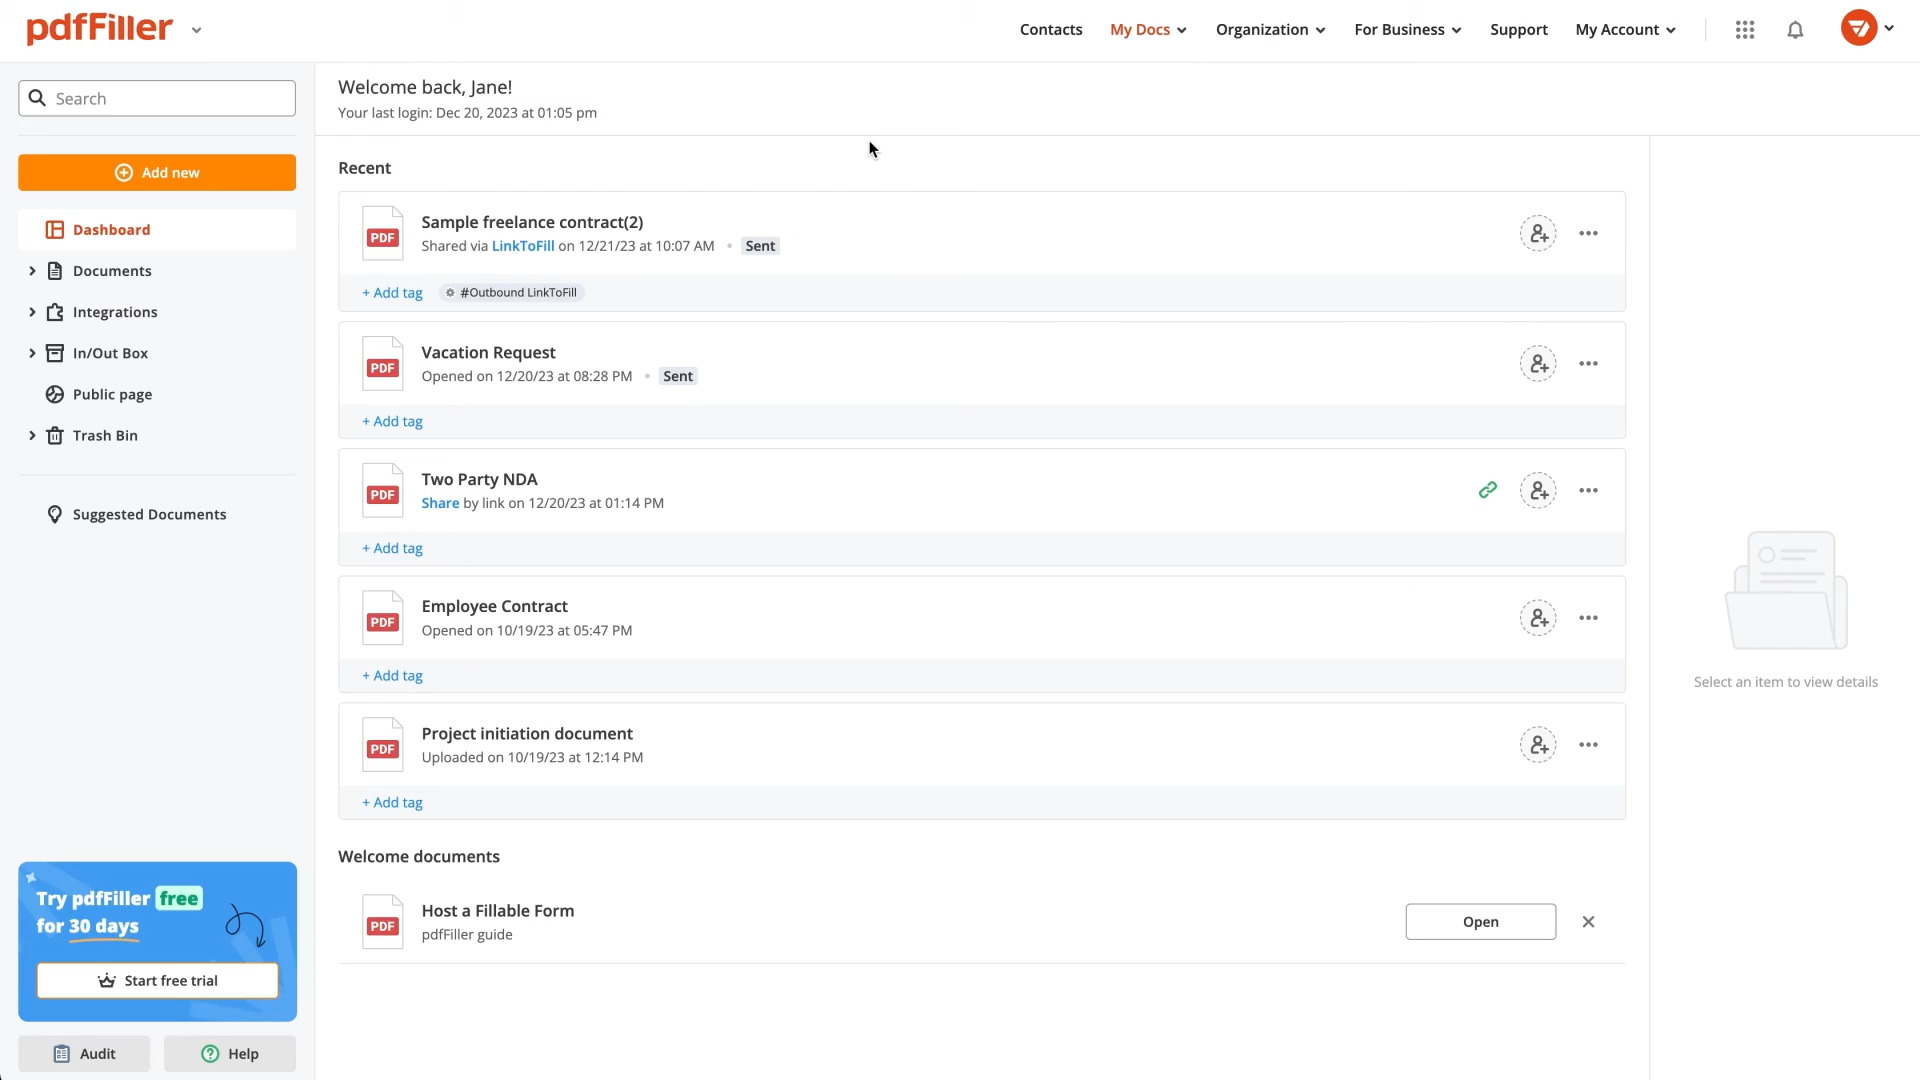 pdfFiller
Contacts
My Docs
Organization
For Business
Support
My Account
Search
Add new
Dashboard
Documents
Integrations
In/Out Box
Public page
Trash Bin
Suggested Documents
Try pdfFiller free
for 30 days
Start free trial
Audit
Help
Welcome back, Jane!
Your last login: Dec 20, 2023 at 01:05 pm
Recent
PDF
Sample freelance contract(2)
Shared via LinkToFill on 12/21/23 at 10:07 AM • Sent
+ Add tag
#Outbound LinkToFill
PDF
Vacation Request
Opened on 12/20/23 at 08:28 PM • Sent
+ Add tag
PDF
Two Party NDA
Share by link on 12/20/23 at 01:14 PM
+ Add tag
PDF
Employee Contract
Opened on 10/19/23 at 05:47 PM
+ Add tag
PDF
Project initiation document
Uploaded on 10/19/23 at 12:14 PM
+ Add tag
Welcome documents
PDF
Host a Fillable Form
pdfFiller guide
Open
Select an item to view details